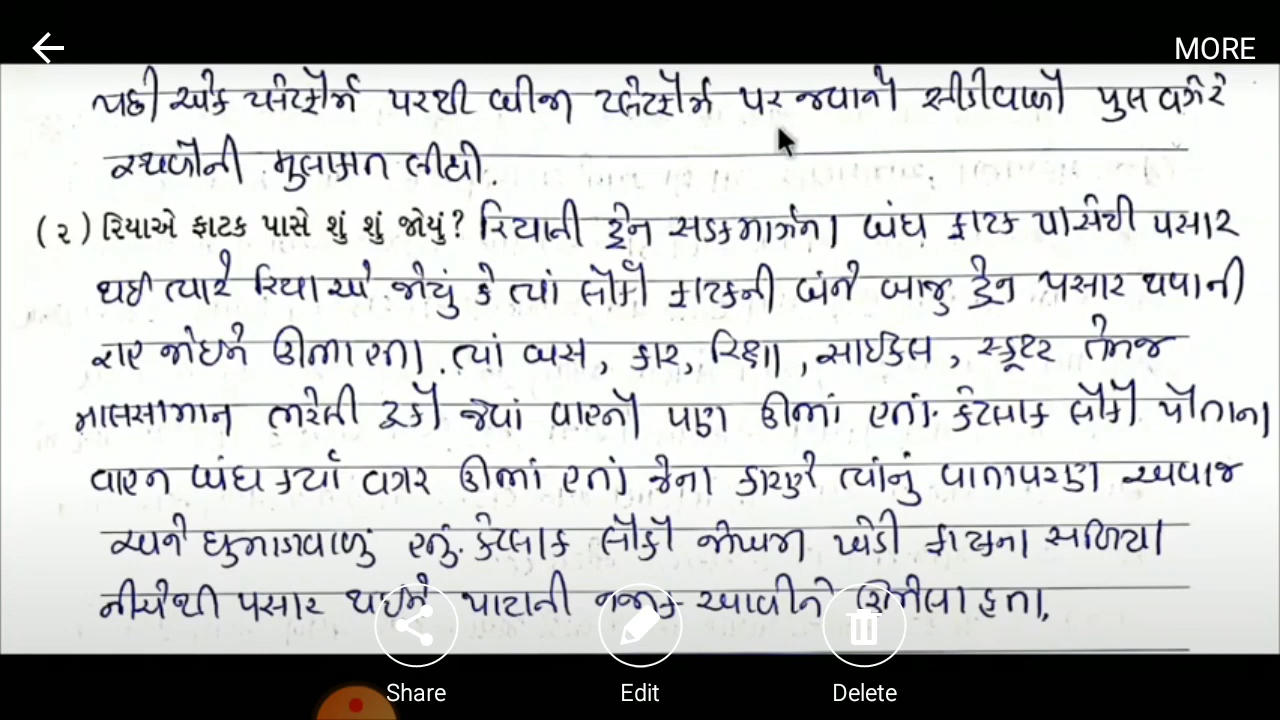 MORE
પછી એક પ્લેટફોર્મ પરથી બીજા પ્લેટફોર્મ પર જવાનો સીડીવાળો પુલ વગેરે
સ્થળોની મુલાકાત લીધી.
(૨) રિયાએ ફાટક પાસે શું શું જોયું? રિયાની ટ્રેન સડકમાર્ગના બંધ ફાટક પાસેથી પસાર
થઈ ત્યારે રિયાએ જોયું કે ત્યાં લોકો ફાટકની બંને બાજુ ટ્રેન પસાર થવાની
રાહ જોઈને ઊભા હતા. ત્યાં બસ, કાર, રિક્ષા, સાઈકલ, સ્કૂટર તેમજ
માલસામાન ભરેલી ટ્રકો જેવાં વાહનો પણ ઊભાં હતાં. કેટલાક લોકો પોતાના
વાહન બંધ કર્યા વગર ઊભાં હતાં જેના કારણે ત્યાંનું વાતાવરણ અવાજ
અને ધુમાડાવાળું હતું. કેટલાક લોકો જોખમ ખેડી ફાટકના સળિયા
નીચેથી પસાર થઈને પાટાની નજીક આવીને ઊભેલા હતા.
Share Edit Delete